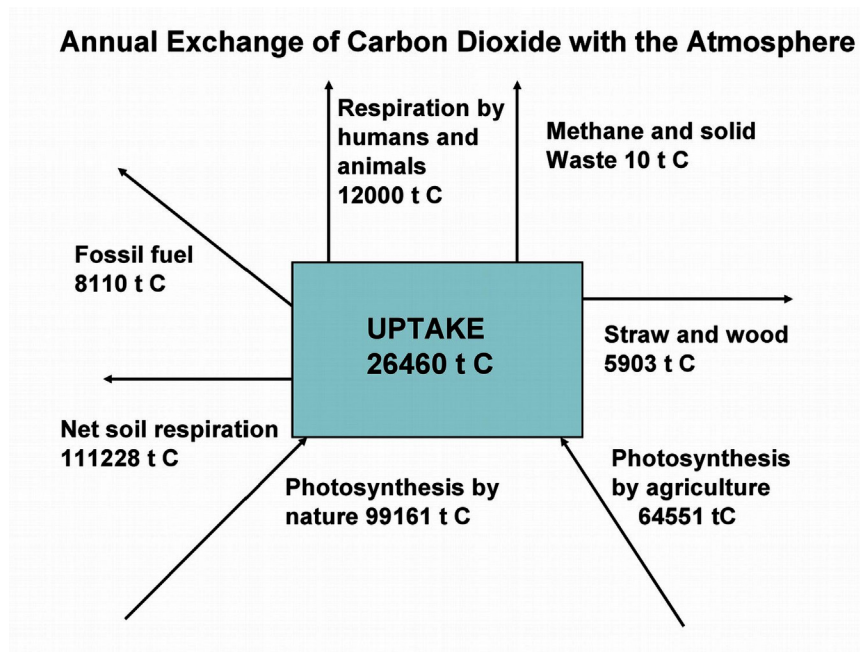 Annual Exchange of Carbon Dioxide with the Atmosphere
Respiration by
humans and
animals
12000 t C
Methane and solid
Waste 10 t C
Fossil fuel
8110 t C
UPTAKE
26460 t C
Straw and wood
5903 t C
Net soil respiration
111228 t C
Photosynthesis by
nature 99161 t C
Photosynthesis
by agriculture
64551 tC